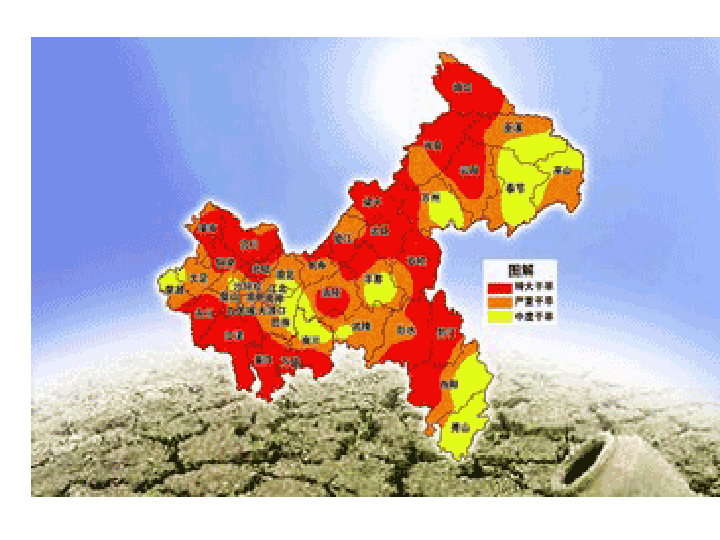 城口
巫溪
开县
云阳
巫山
奉节
万州
梁平
忠县
垫江
石柱
潼南
合川
铜梁
北碚
渝北
长寿
大足
荣昌
丰都
涪陵
江北
璧山
永川
巴南
武隆
彭水
黔江
江津
南川
綦江
万盛
酉阳
秀山
图解
特大干旱
严重干旱
中度干旱